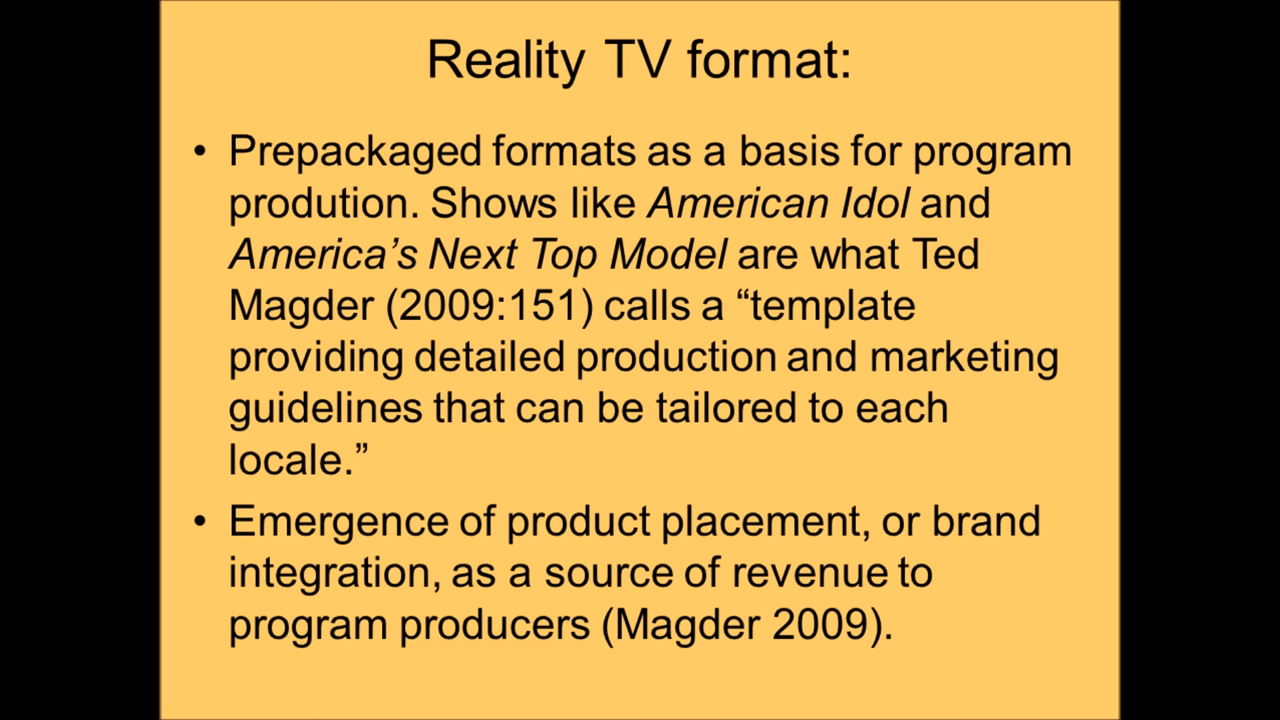 Reality TV format:
• Prepackaged formats as a basis for program
prodution. Shows like American Idol and
America’s Next Top Model are what Ted
Magder (2009:151) calls a “template
providing detailed production and marketing
guidelines that can be tailored to each
locale.”
• Emergence of product placement, or brand
integration, as a source of revenue to
program producers (Magder 2009).